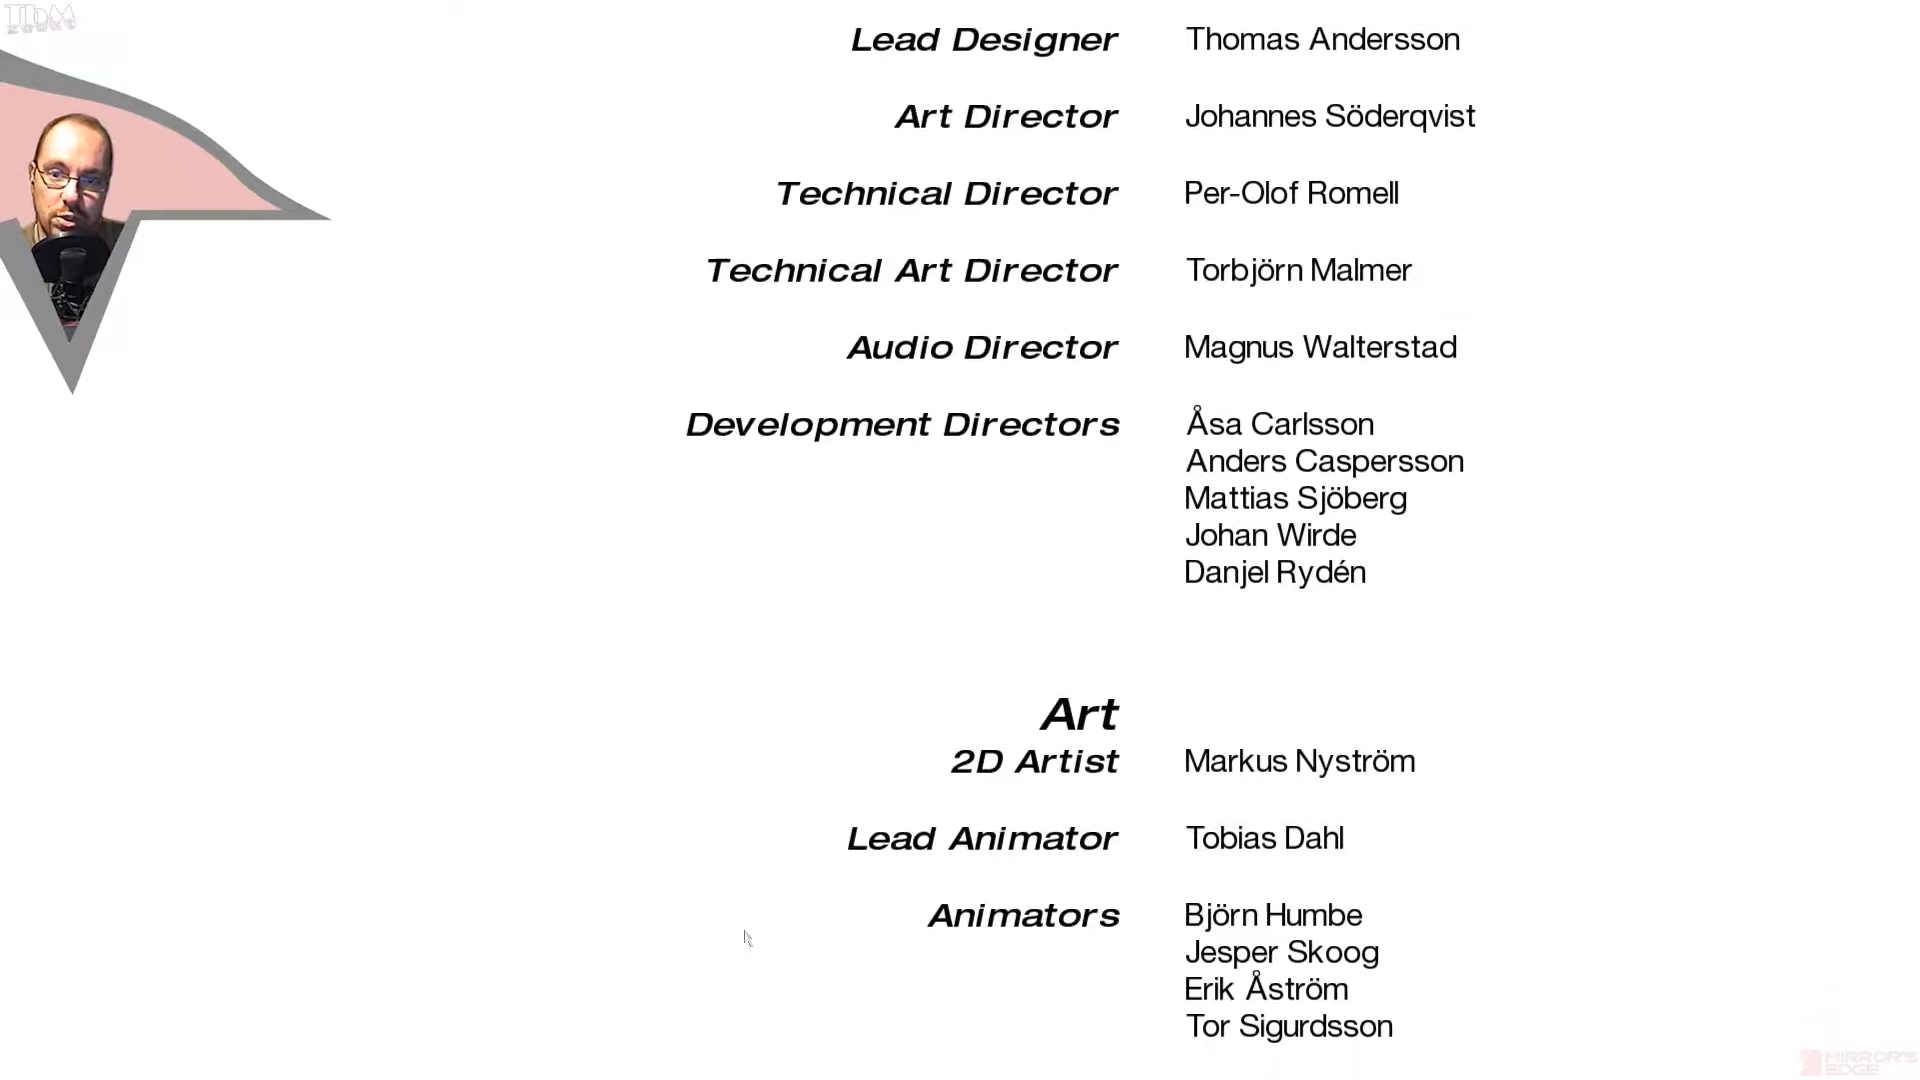 Lead Designer Thomas Andersson
Art Director Johannes Söderqvist
Technical Director Per-Olof Romell
Technical Art Director Torbjörn Malmer
Audio Director Magnus Walterstad
Development Directors Åsa Carlsson
Anders Caspersson
Mattias Sjöberg
Johan Wirde
Danjel Rydén
Art
2D Artist Markus Nyström
Lead Animator Tobias Dahl
Animators Björn Humbe
Jesper Skoog
Erik Åström
Tor Sigurdsson
MIRROR'S
EDGE